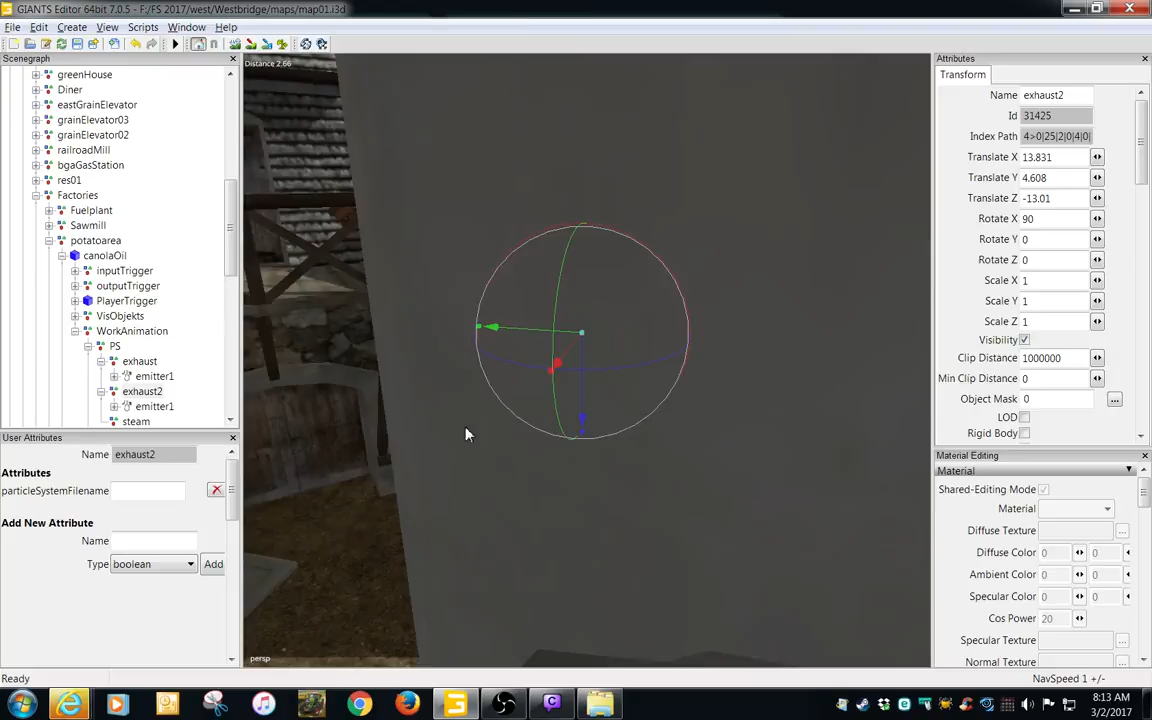 GIANTS Editor 64bit 7.0.5 - F:/FS 2017/west/Westbridge/maps/map01.i3d
File Edit Create View Scripts Window Help
Scenegraph
greenHouse
Diner
eastGrainElevator
grainElevator03
grainElevator02
railroadMill
bgaGasStation
res01
Factories
Fuelplant
Sawmill
potatoarea
canolaOil
inputTrigger
outputTrigger
PlayerTrigger
VisObjekts
WorkAnimation
PS
exhaust
emitter1
exhaust2
emitter1
steam
User Attributes
Name exhaust2
Attributes
particleSystemFilename
Add New Attribute
Name
Type boolean Add
Ready
Distance 2.66
persp
Attributes
Transform
Name exhaust2
Id 31425
Index Path 4>0|25|2|0|4|0|
Translate X 13.831
Translate Y 4.608
Translate Z -13.01
Rotate X 90
Rotate Y 0
Rotate Z 0
Scale X 1
Scale Y 1
Scale Z 1
Visibility
Clip Distance 1000000
Min Clip Distance 0
Object Mask 0 ...
LOD
Rigid Body
Material Editing
Material
Shared-Editing Mode
Material
Diffuse Texture ...
Diffuse Color 0 0
Ambient Color 0 0
Specular Color 0 0
Cos Power 20
Specular Texture ...
Normal Texture ...
NavSpeed 1 +/-
8:13 AM
3/2/2017